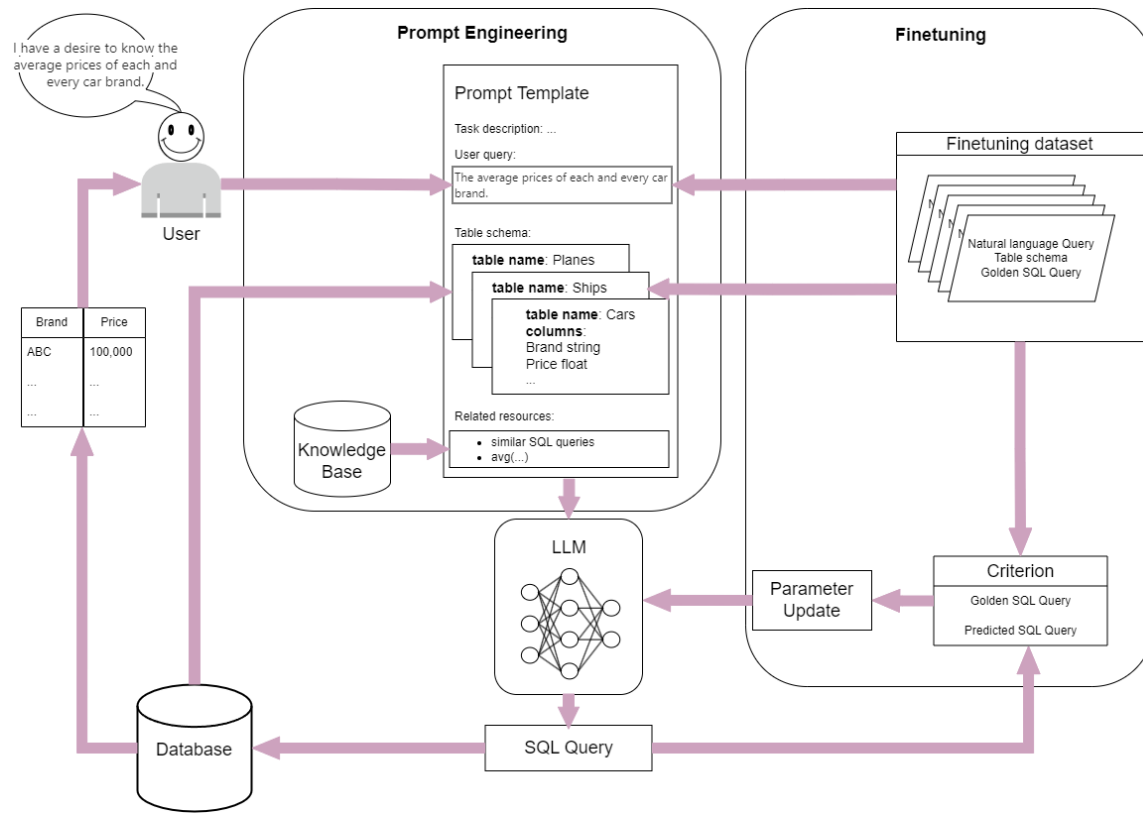 I have a desire to know the
average prices of each and
every car brand.
User
Brand Price
ABC 100,000
... ...
... ...
Prompt Engineering
Prompt Template
Task description: ...
User query:
The average prices of each and every car
brand.
Table schema:
table name: Planes
table name: Ships
table name: Cars
columns:
Brand string
Price float
...
Related resources:
• similar SQL queries
• avg(...)
Knowledge
Base
LLM
SQL Query
Database
Finetuning
Finetuning dataset
N
N
N
N
Natural language Query
Table schema
Golden SQL Query
Criterion
Golden SQL Query
Predicted SQL Query
Parameter
Update